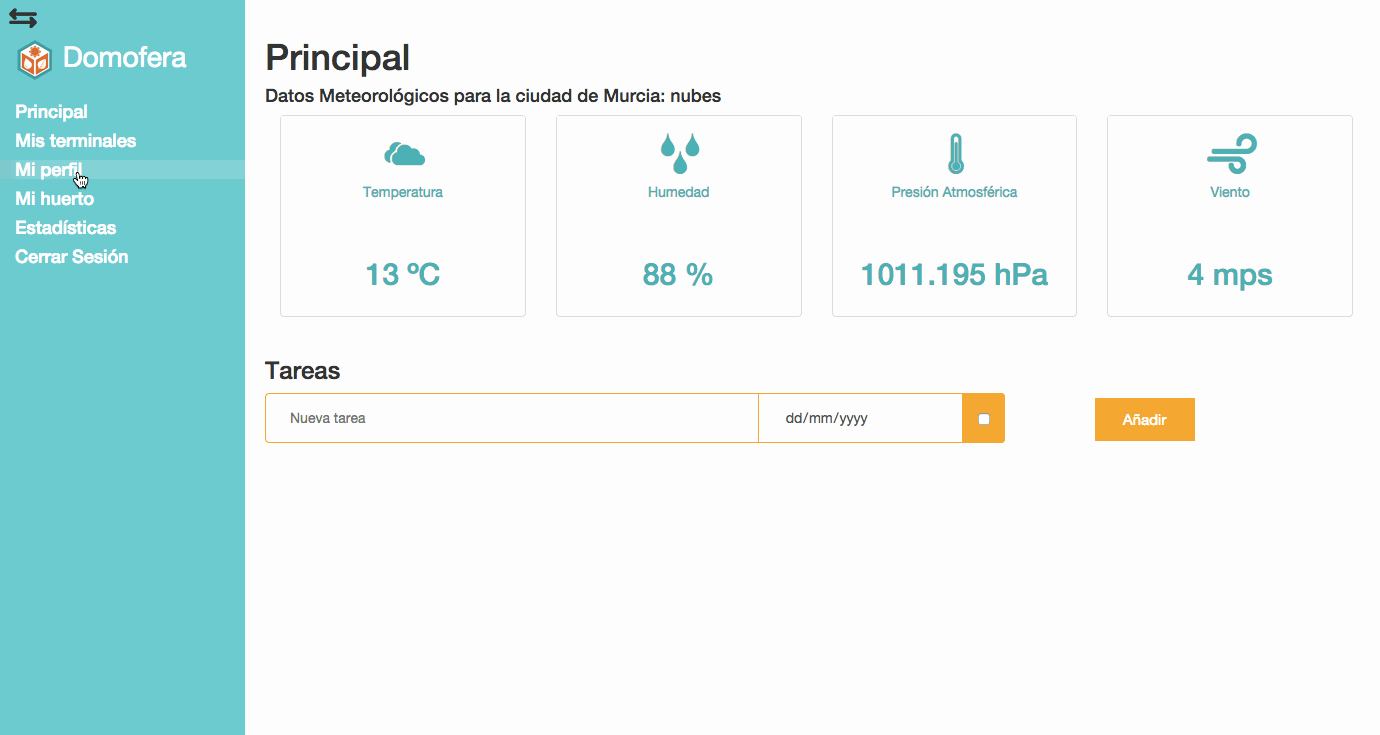 Domofera
Principal
Mis terminales
Mi perfil
Mi huerto
Estadísticas
Cerrar Sesión
Principal
Datos Meteorológicos para la ciudad de Murcia: nubes
Temperatura
13 ºC
Humedad
88 %
Presión Atmosférica
1011.195 hPa
Viento
4 mps
Tareas
Nueva tarea
dd/mm/yyyy
Añadir